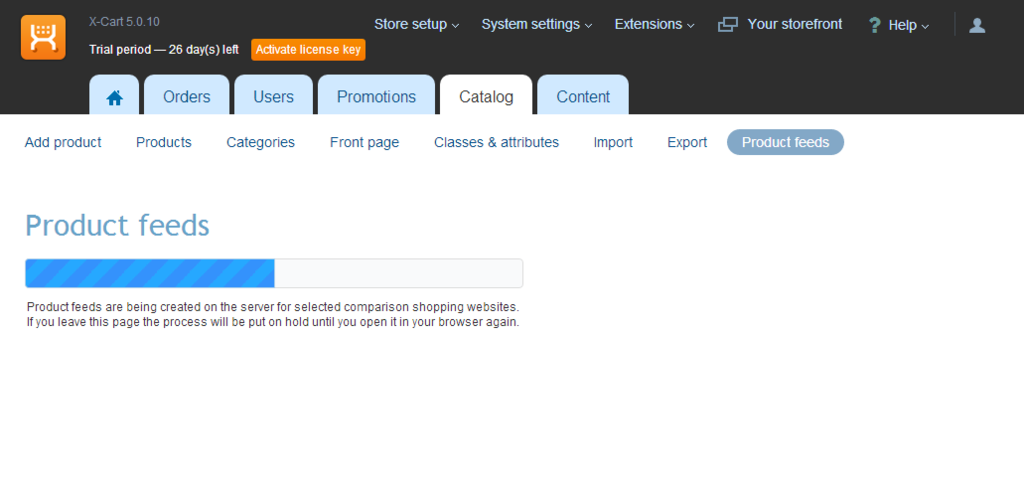 X-Cart 5.0.10
Store setup System settings Extensions Your storefront ? Help
Trial period — 26 day(s) left Activate license key
Orders Users Promotions Catalog Content
Add product Products Categories Front page Classes & attributes Import Export Product feeds
Product feeds
Product feeds are being created on the server for selected comparison shopping websites.
If you leave this page the process will be put on hold until you open it in your browser again.